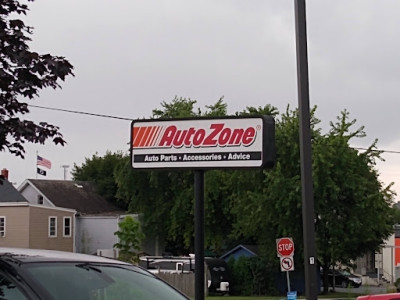 AutoZone
Auto Parts • Accessories • Advice
STOP